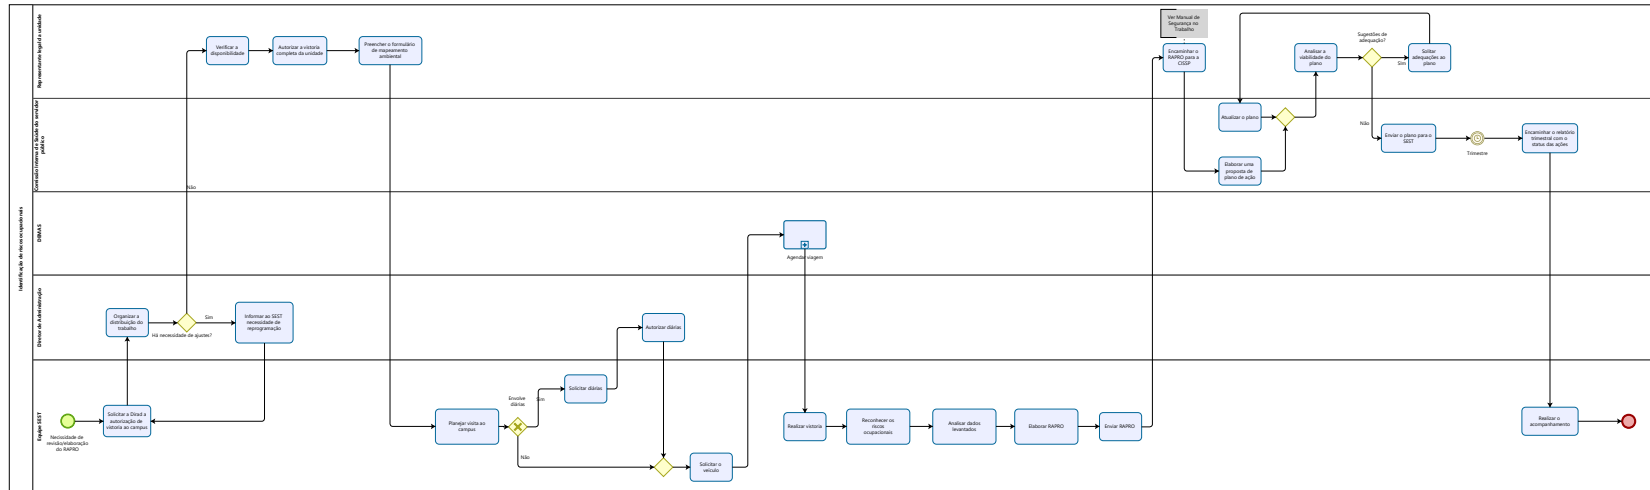 Identificação de riscos ocupacionais
Representante legal da unidade
Verificar a
disponibilidade
Autorizar a vistoria
completa da unidade
Preencher o formulário
de mapeamento
ambiental
Ver Manual de
Segurança no
Trabalho
Encaminhar o
RAPRO para a
CISSP
Analisar a
viabilidade do
plano
Sugestões de
adequação?
Sim
Solitar
adequações ao
plano
Comissão Interna de Saúde do servidor
público
Não
Atualizar o plano
Elaborar uma
proposta de
plano de ação
Não
Enviar o plano para o
SEST
Trimestre
Encaminhar o relatório
trimestral com o
status das ações
DEMAS
Agendar viagem
Diretor de Administração
Organizar a
distribuição do
trabalho
Há necessidade de ajustes?
Sim
Informar ao SEST
necessidade de
reprogramação
Autorizar diárias
Equipe SEST
Necissidade de
revisão/elaboração
do RAPRO
Solicitar a Dirad a
autorização de
vistoria ao campus
Planejar visita ao
campus
Envolve
diárias
Sim
Não
Solicitar diárias
Solicitar o
veículo
Realizar vistoria
Reconhecer os
riscos
ocupacionais
Analisar dados
levantados
Elaborar RAPRO
Enviar RAPRO
Realizar o
acompanhamento